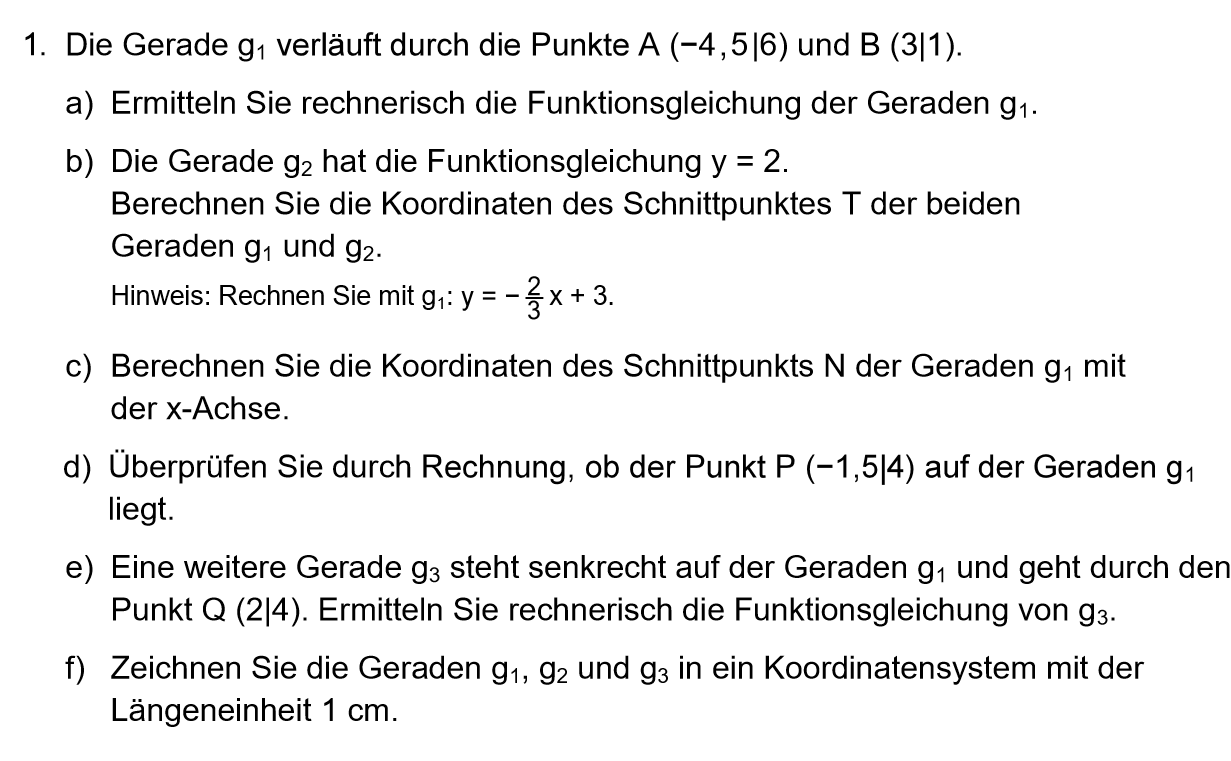 1. Die Gerade g₁ verläuft durch die Punkte A (−4,5|6) und B (3|1).
a) Ermitteln Sie rechnerisch die Funktionsgleichung der Geraden g₁.
b) Die Gerade g₂ hat die Funktionsgleichung y = 2.
Berechnen Sie die Koordinaten des Schnittpunktes T der beiden
Geraden g₁ und g₂.
Hinweis: Rechnen Sie mit g₁: y = −2/3 x + 3.
c) Berechnen Sie die Koordinaten des Schnittpunkts N der Geraden g₁ mit
der x-Achse.
d) Überprüfen Sie durch Rechnung, ob der Punkt P (−1,5|4) auf der Geraden g₁
liegt.
e) Eine weitere Gerade g₃ steht senkrecht auf der Geraden g₁ und geht durch den
Punkt Q (2|4). Ermitteln Sie rechnerisch die Funktionsgleichung von g₃.
f) Zeichnen Sie die Geraden g₁, g₂ und g₃ in ein Koordinatensystem mit der
Längeneinheit 1 cm.